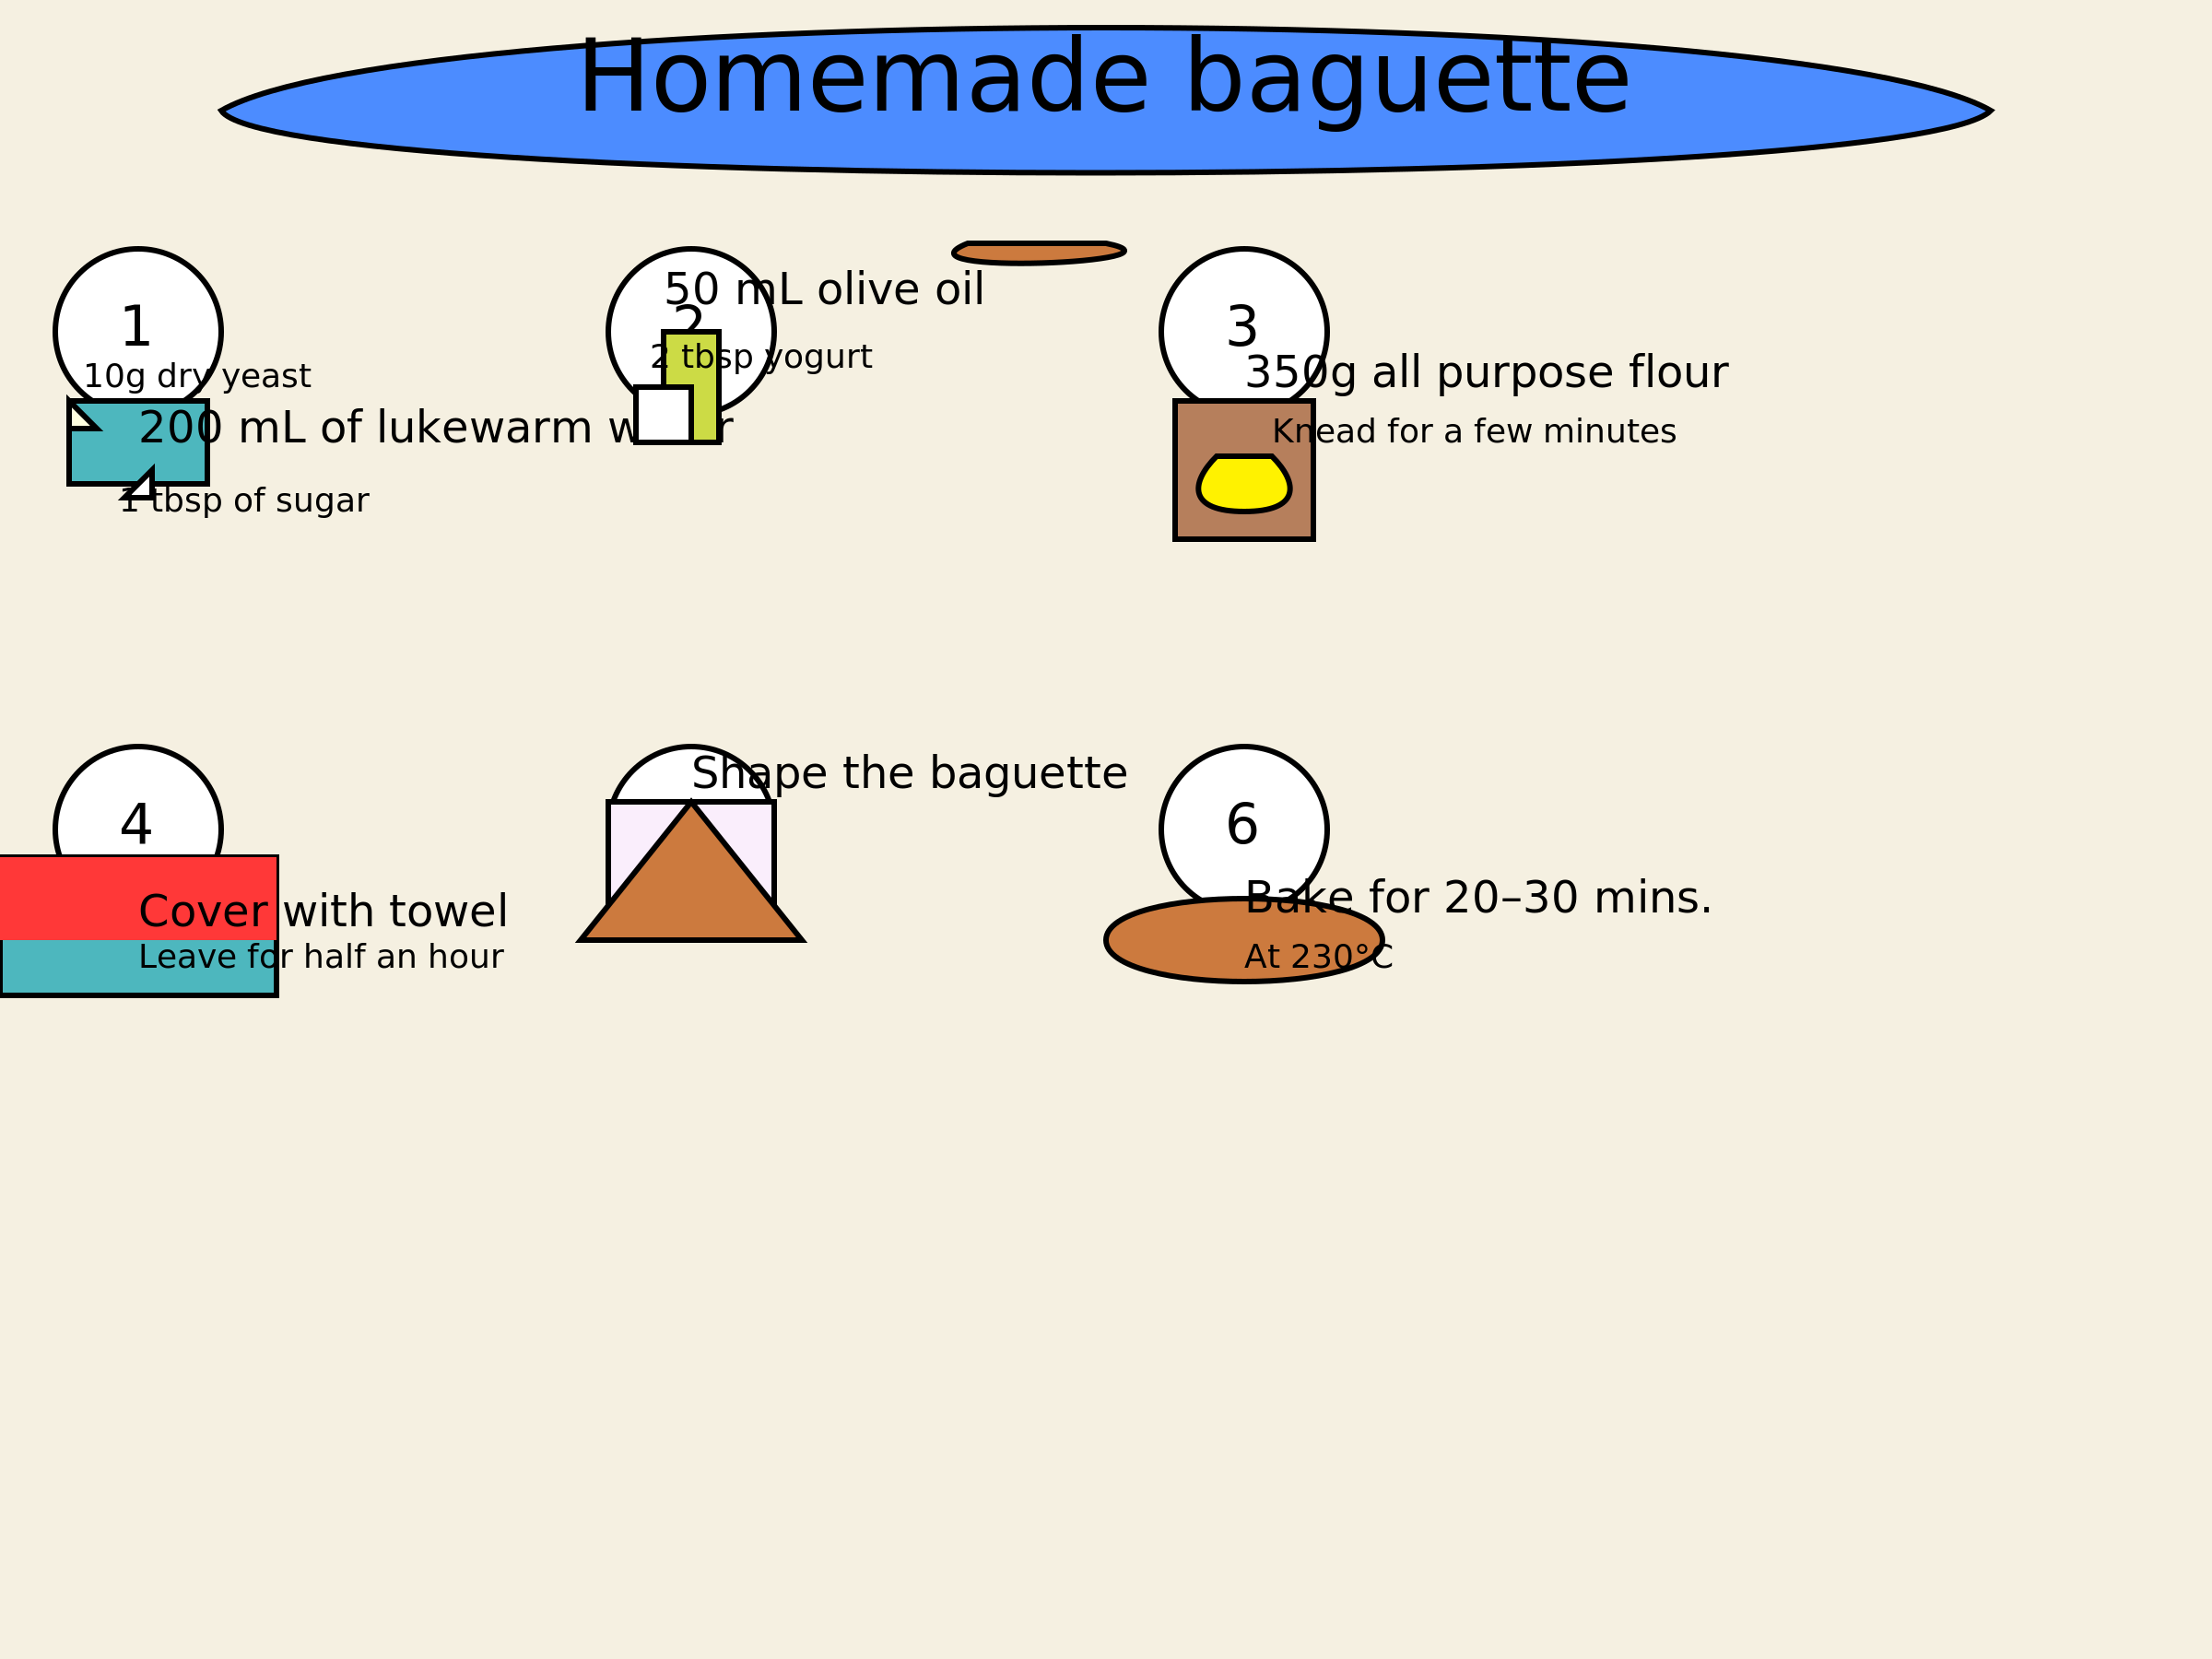 Homemade baguette
1
10g dry yeast
200 mL of lukewarm
1 tbsp of sugar
2
50 mL olive oil
2 tbsp yogurt
3
350g all purpose flour
Knead for a few minutes
4
Cover with towel
Leave for half an hour
Shape the baguette
6
Bake for 20–30 mins.
At 230°C